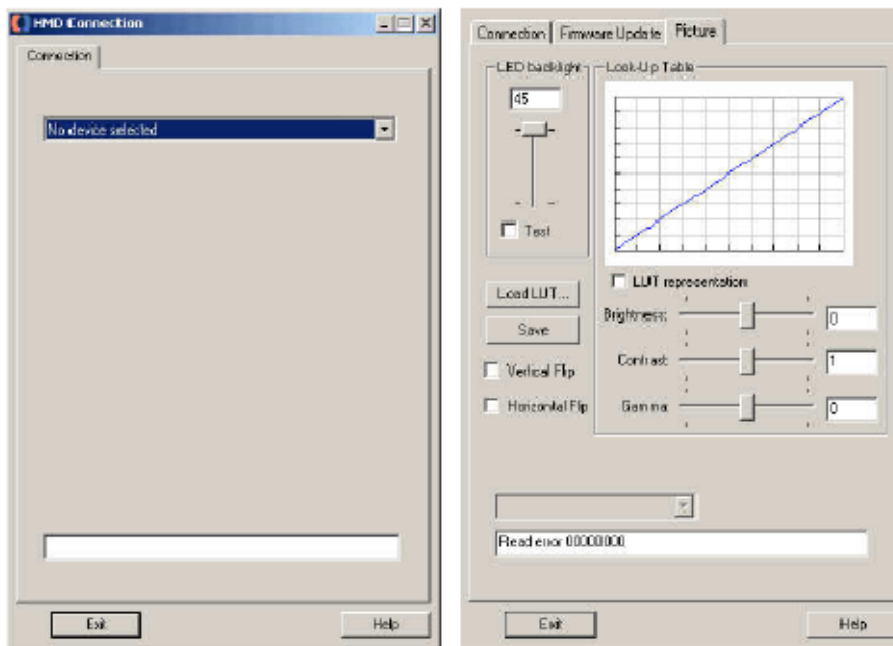 HMD Connection
Connection
No device selected
Exit
Help
Connection
Firmware Update
Picture
LED backlight
Look-Up Table
45
Test
LUT representation
Load LUT...
Save
Brightness:
0
Contrast:
1
Vertical Flip
Horizontal Flip
Gamma:
0
Read error 00000000
Exit
Help